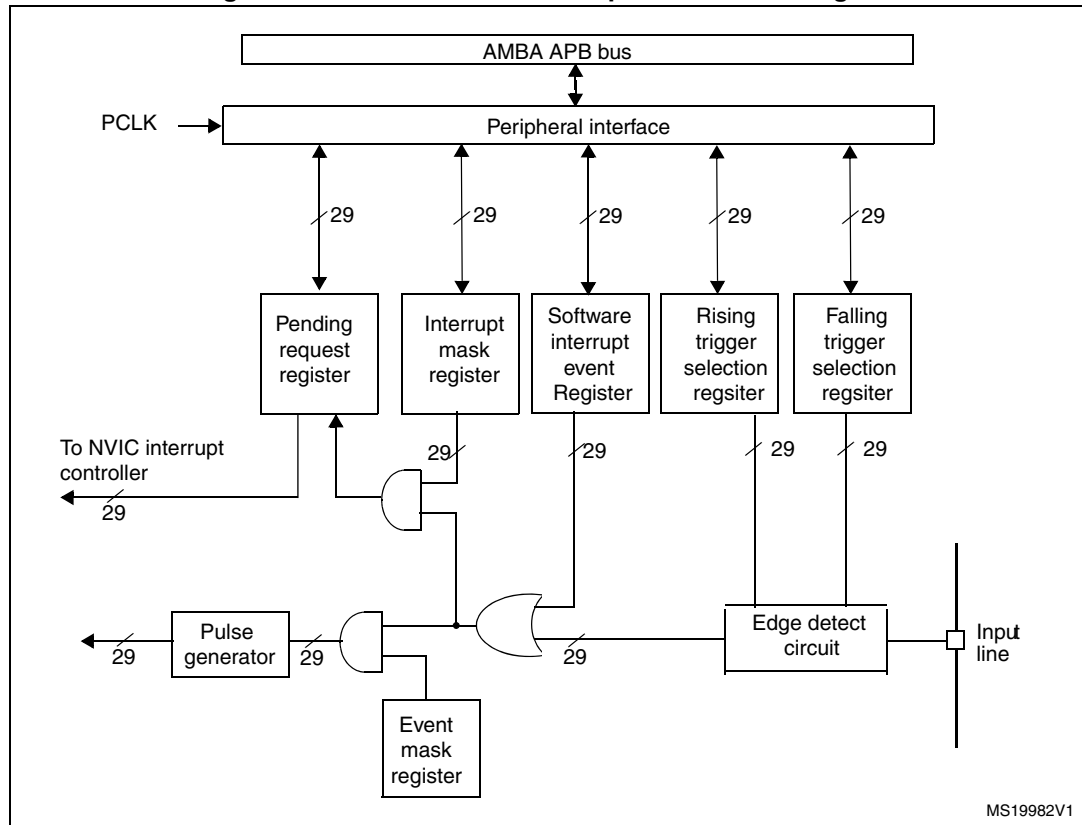 AMBA APB bus
PCLK
Peripheral interface
29
29
29
29
29
Pending
request
register
Interrupt
mask
register
Software
interrupt
event
Register
Rising
trigger
selection
regsiter
Falling
trigger
selection
regsiter
To NVIC interrupt
controller
29
29
29
29
29
Pulse
generator
29
29
29
Edge detect
circuit
Input
line
Event
mask
register
MS19982V1